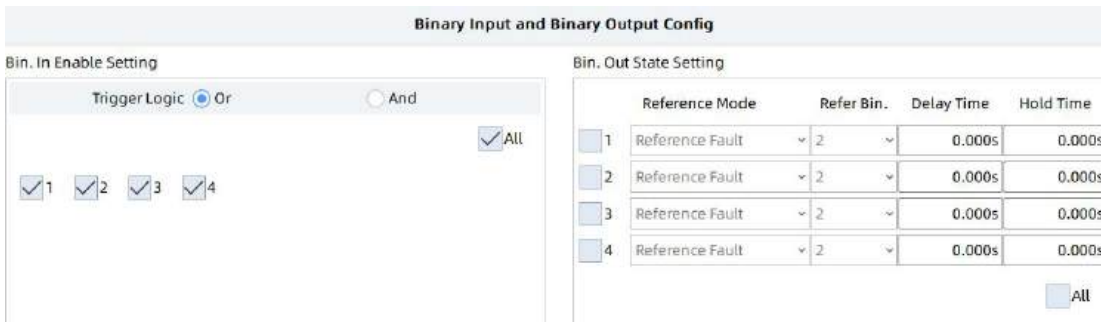 Binary Input and Binary Output Config
Bin. In Enable Setting
Trigger Logic Or And
All
1 2 3 4
Bin. Out State Setting
Reference Mode Refer Bin. Delay Time Hold Time
1 Reference Fault 2 0.000s 0.000s
2 Reference Fault 2 0.000s 0.000s
3 Reference Fault 2 0.000s 0.000s
4 Reference Fault 2 0.000s 0.000s
All